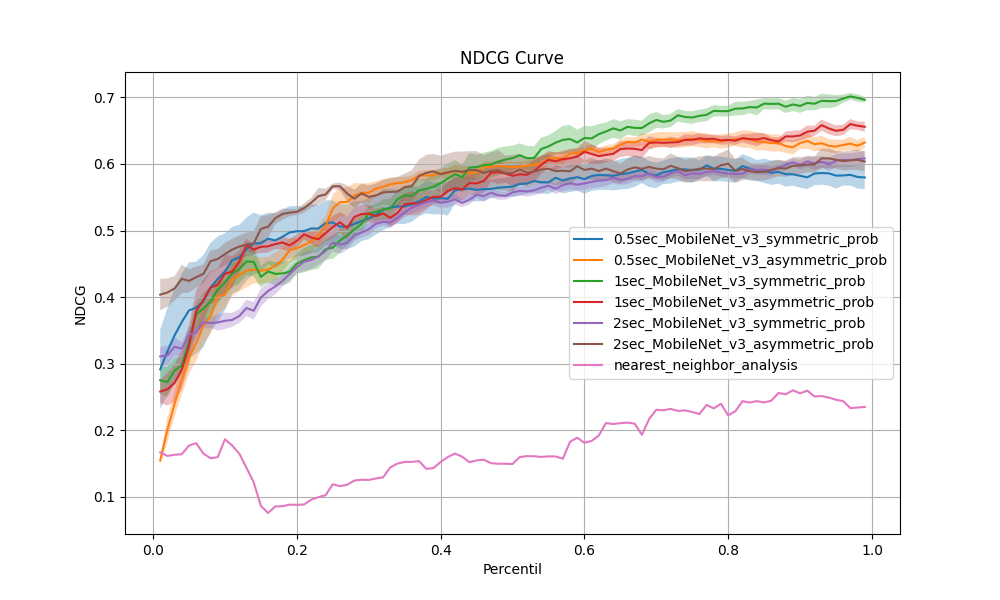 NDCG Curve
NDCG
0.7
0.6
0.5
0.4
0.3
0.2
0.1
0.5sec_MobileNet_v3_symmetric_prob
0.5sec_MobileNet_v3_asymmetric_prob
1sec_MobileNet_v3_symmetric_prob
1sec_MobileNet_v3_asymmetric_prob
2sec_MobileNet_v3_symmetric_prob
2sec_MobileNet_v3_asymmetric_prob
nearest_neighbor_analysis
0.0 0.2 0.4 0.6 0.8 1.0
Percentil